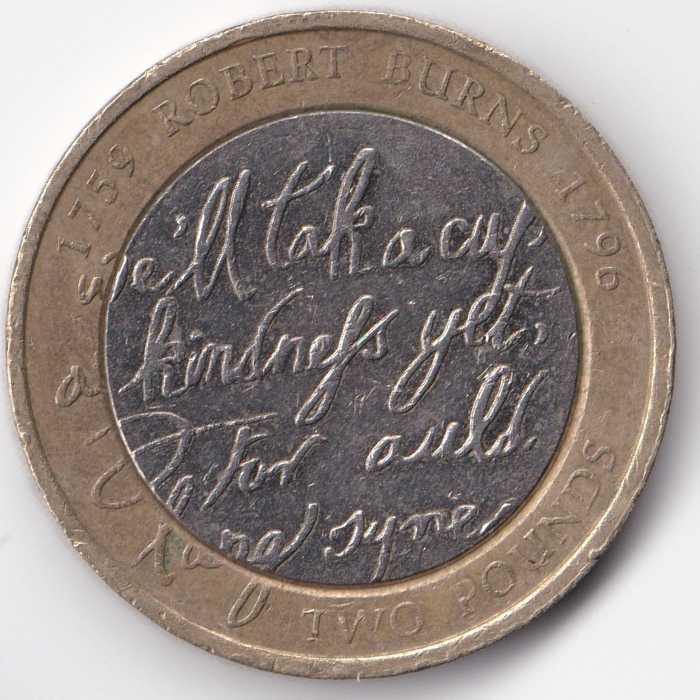 1759 ROBERT BURNS 1796
we'll tak a cup
kindneſs yet,
for auld
lang syne
TWO POUNDS